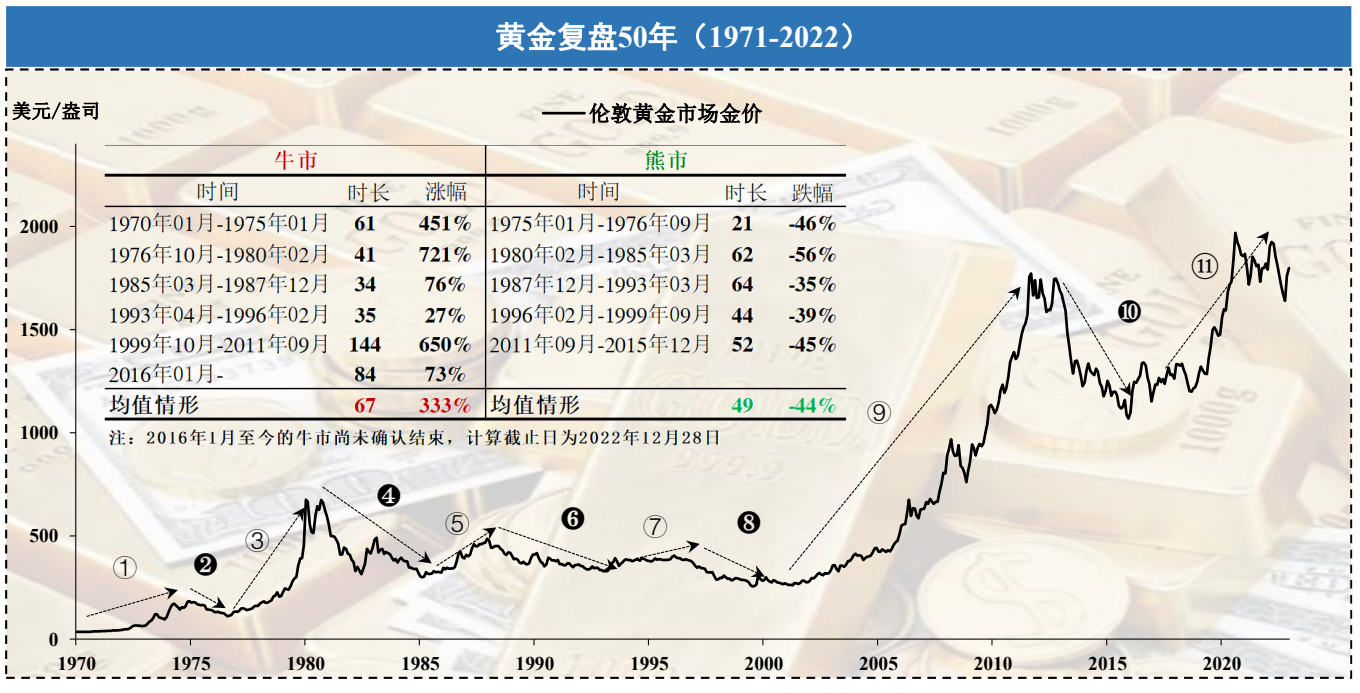 黄金复盘50年（1971-2022）
美元/盎司
伦敦黄金市场金价
牛市 熊市
时间 时长 涨幅 时间 时长 跌幅
1970年01月-1975年01月 61 451% 1975年01月-1976年09月 21 -46%
1976年10月-1980年02月 41 721% 1980年02月-1985年03月 62 -56%
1985年03月-1987年12月 34 76% 1987年12月-1993年03月 64 -35%
1993年04月-1996年02月 35 27% 1996年02月-1999年09月 44 -39%
1999年10月-2011年09月 144 650% 2011年09月-2015年12月 52 -45%
2016年01月- 84 73%
均值情形 67 333% 均值情形 49 -44%
注：2016年1月至今的牛市尚未确认结束，计算截止日为2022年12月28日
2000
1500
1000
500
0
① ❷ ③ ❹ ⑤ ❻ ⑦ ❽ ⑨ ❿ ⑪
1970 1975 1980 1985 1990 1995 2000 2005 2010 2015 2020
1000g
FINE
GOLD
999.9
1000g